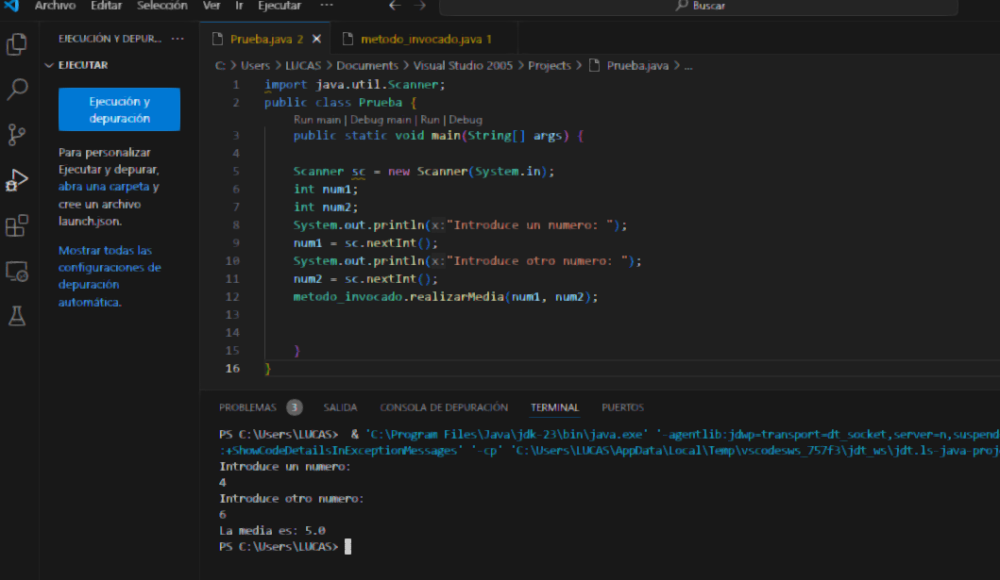 Archivo Editar Selección Ver Ir Ejecutar ··· ← → Buscar
EJECUCIÓN Y DEPUR... ···
EJECUTAR
Ejecución y
depuración
Para personalizar
Ejecutar y depurar,
abra una carpeta y
cree un archivo
launch.json.
Mostrar todas las
configuraciones de
depuración
automática.
Prueba.java 2 × metodo_invocado.java 1
C: > Users > LUCAS > Documents > Visual Studio 2005 > Projects > Prueba.java > ...
1 import java.util.Scanner;
2 public class Prueba {
Run main | Debug main | Run | Debug
3 public static void main(String[] args) {
4
5 Scanner sc = new Scanner(System.in);
6 int num1;
7 int num2;
8 System.out.println(x:"Introduce un numero: ");
9 num1 = sc.nextInt();
10 System.out.println(x:"Introduce otro numero: ");
11 num2 = sc.nextInt();
12 metodo_invocado.realizarMedia(num1, num2);
13
14
15 }
16 }
PROBLEMAS 3 SALIDA CONSOLA DE DEPURACIÓN TERMINAL PUERTOS
PS C:\Users\LUCAS> & 'C:\Program Files\Java\jdk-23\bin\java.exe' '-agentlib:jdwp=transport=dt_socket,server=n,suspend
:+ShowCodeDetailsInExceptionMessages' '-cp' 'C:\Users\LUCAS\AppData\Local\Temp\vscodesws_757f3\jdt_ws\jdt.ls-java-proj
Introduce un numero:
4
Introduce otro numero:
6
La media es: 5.0
PS C:\Users\LUCAS>